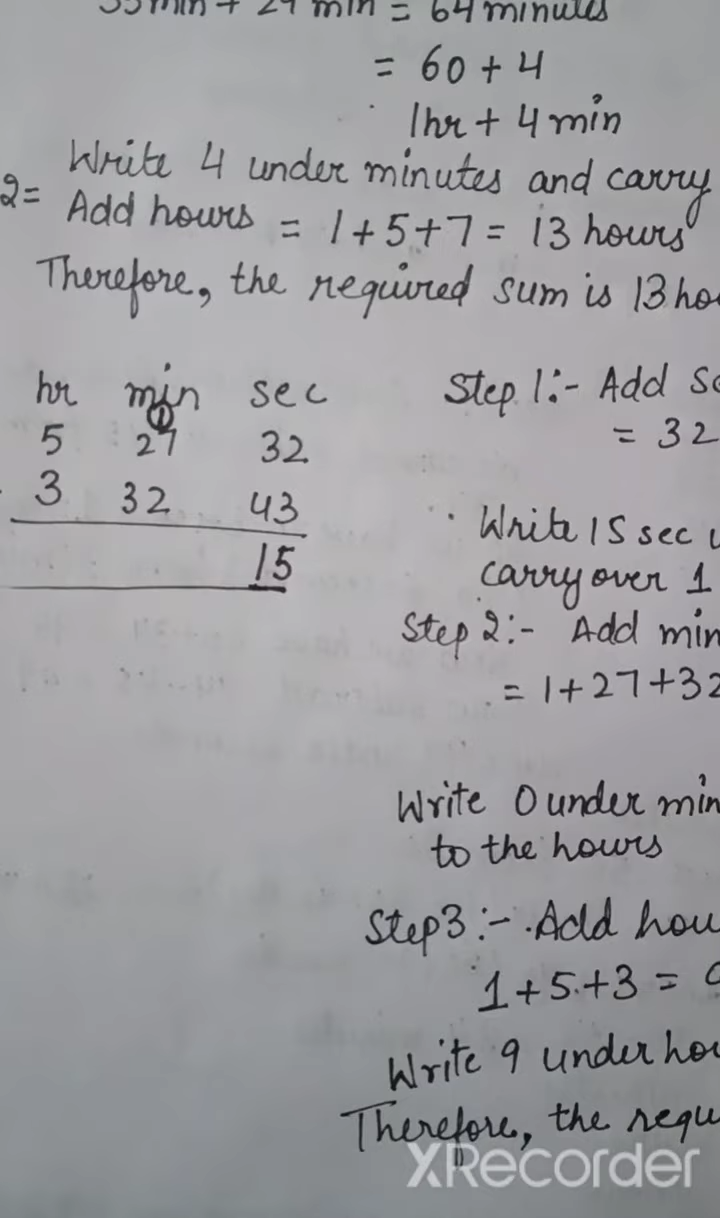 min = 64 minutes
= 60 + 4
1hr + 4 min
Write 4 under minutes and carry
2= Add hours = 1+5+7= 13 hours
Therefore, the required sum is 13
hr min sec
1
5 27 32
3 32 43
15
Step 1:- Add
= 32
Write 15 sec
carry over 1
Step 2:- Add min
= 1+27+32
Write 0 under min
to the hours
Step3:- Add
1+5+3 =
Write 9 under
Therefore, the
XRecorder